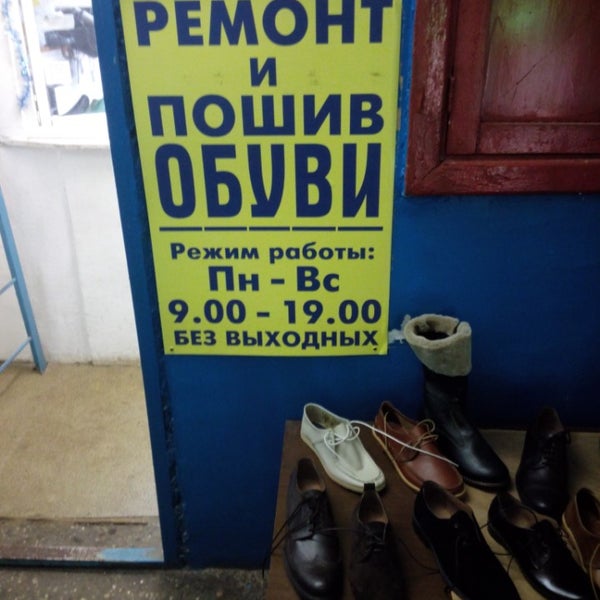 РЕМОНТ
И
ПОШИВ
ОБУВИ
Режим работы:
Пн - Вс
9.00 - 19.00
БЕЗ ВЫХОДНЫХ